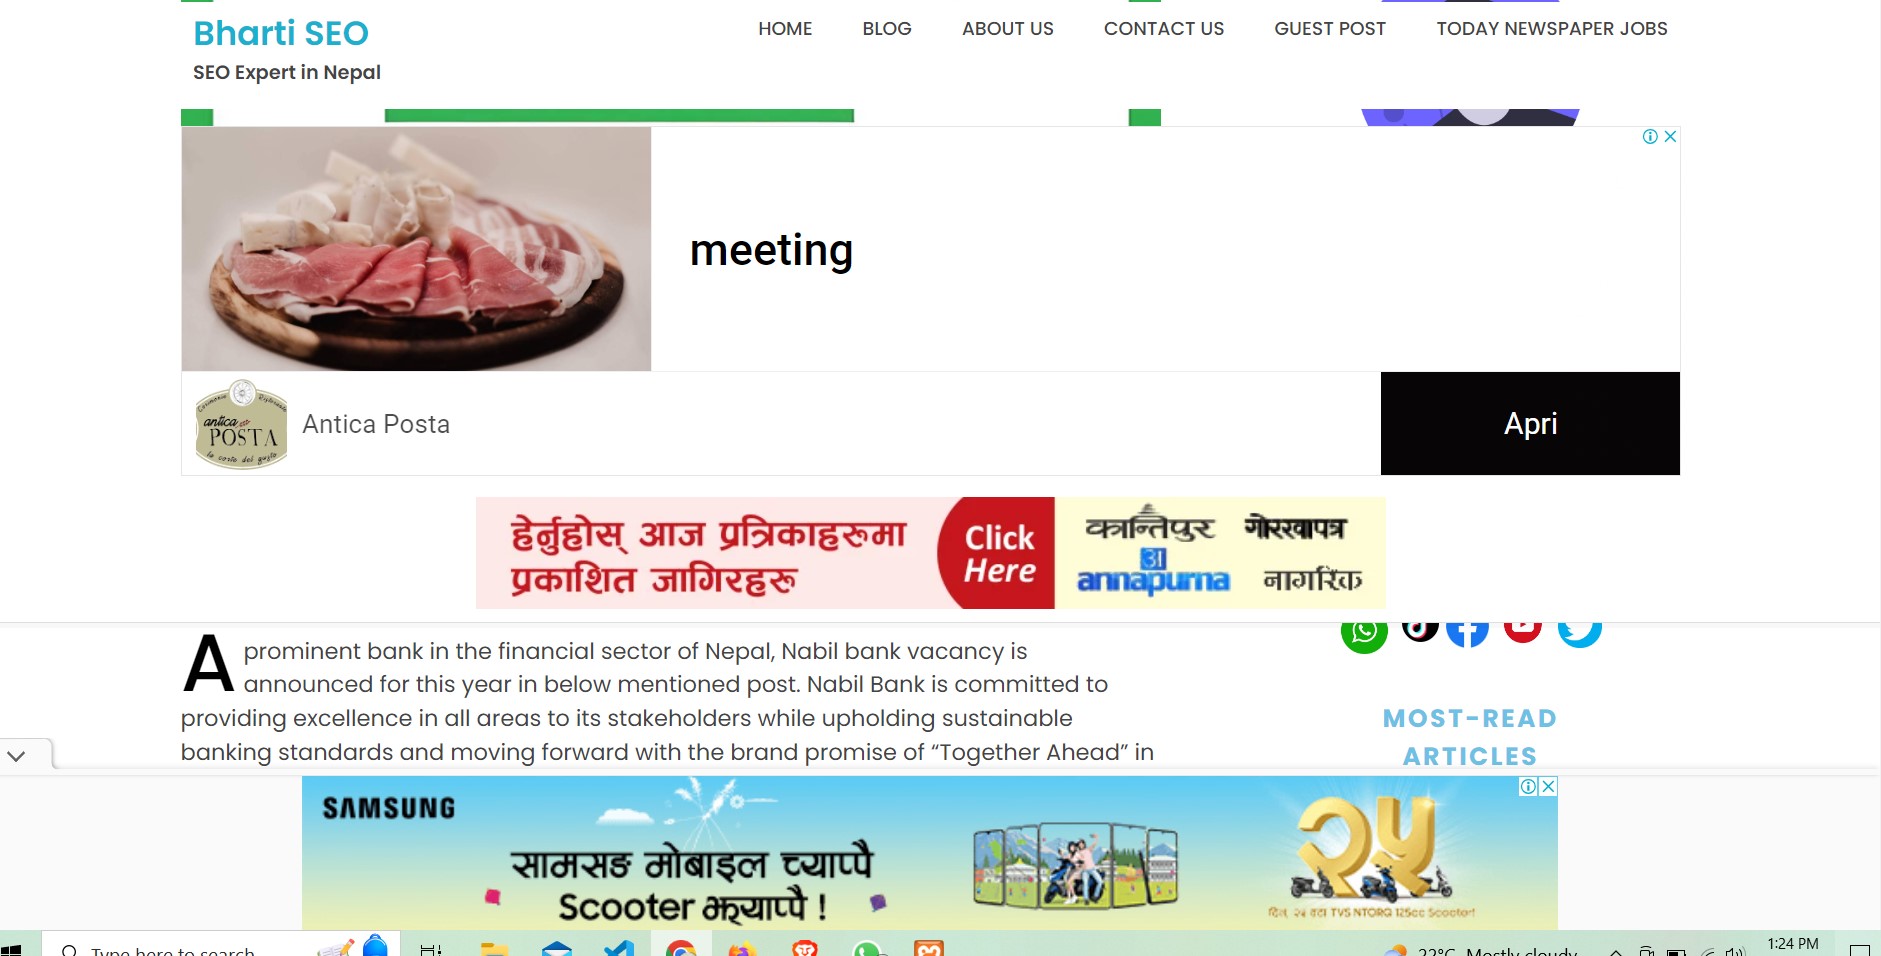 Bharti SEO
SEO Expert in Nepal
HOME BLOG ABOUT US CONTACT US GUEST POST TODAY NEWSPAPER JOBS
meeting
antica
POSTA
la corte del gusto
Antica Posta
Apri
हेर्नुहोस् आज प्रत्रिकाहरूमा
प्रकाशित जागिरहरू
Click
Here
कान्तिपुर गोरखापत्र
annapurna नागरिक
A prominent bank in the financial sector of Nepal, Nabil bank vacancy is
announced for this year in below mentioned post. Nabil Bank is committed to
providing excellence in all areas to its stakeholders while upholding sustainable
banking standards and moving forward with the brand promise of “Together Ahead” in
MOST-READ
ARTICLES
SAMSUNG
सामसङ मोबाइल च्याप्पै
Scooter झ्याप्पै !
२५
दिन, २५ वटा TVS NTORQ 125cc Scooter!
Type here to search
22°C Mostly cloudy
1:24 PM